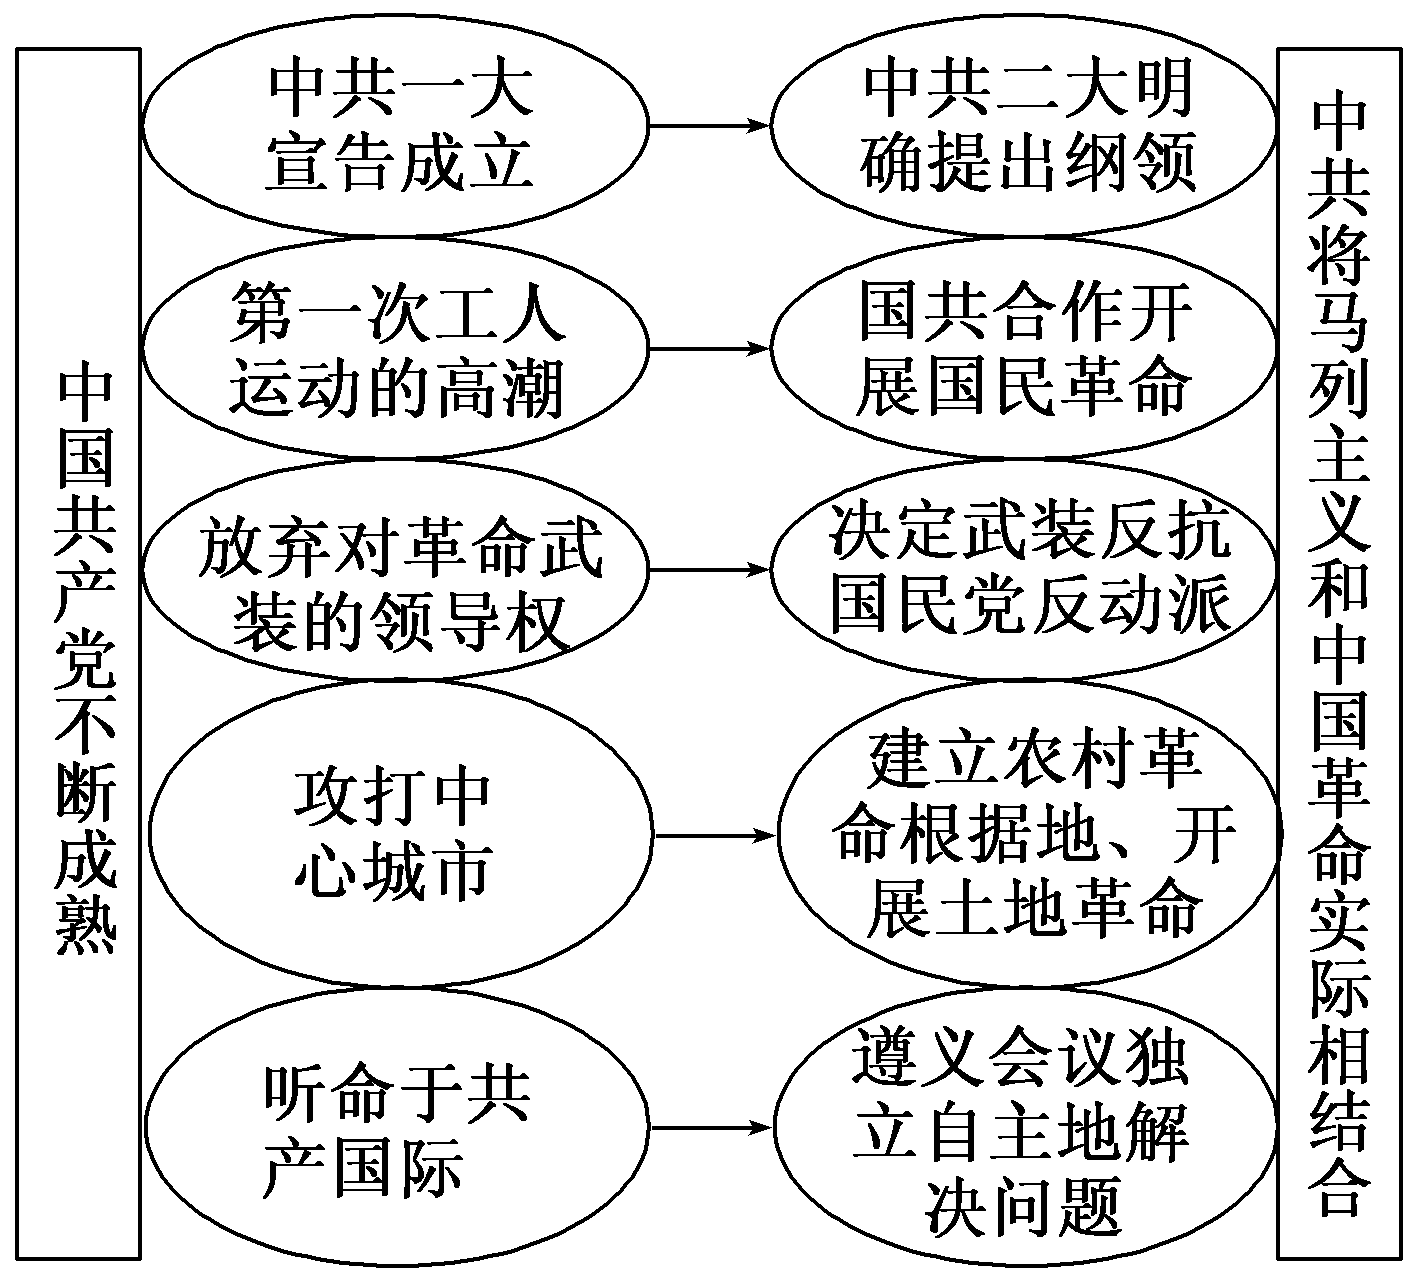 中国共产党不断成熟
中共一大
宣告成立
中共二大明
确提出纲领
第一次工人
运动的高潮
国共合作开
展国民革命
放弃对革命武
装的领导权
决定武装反抗
国民党反动派
攻打中
心城市
建立农村革
命根据地、开
展土地革命
听命于共
产国际
遵义会议独
立自主地解
决问题
中共将马列主义和中国革命实际相结合